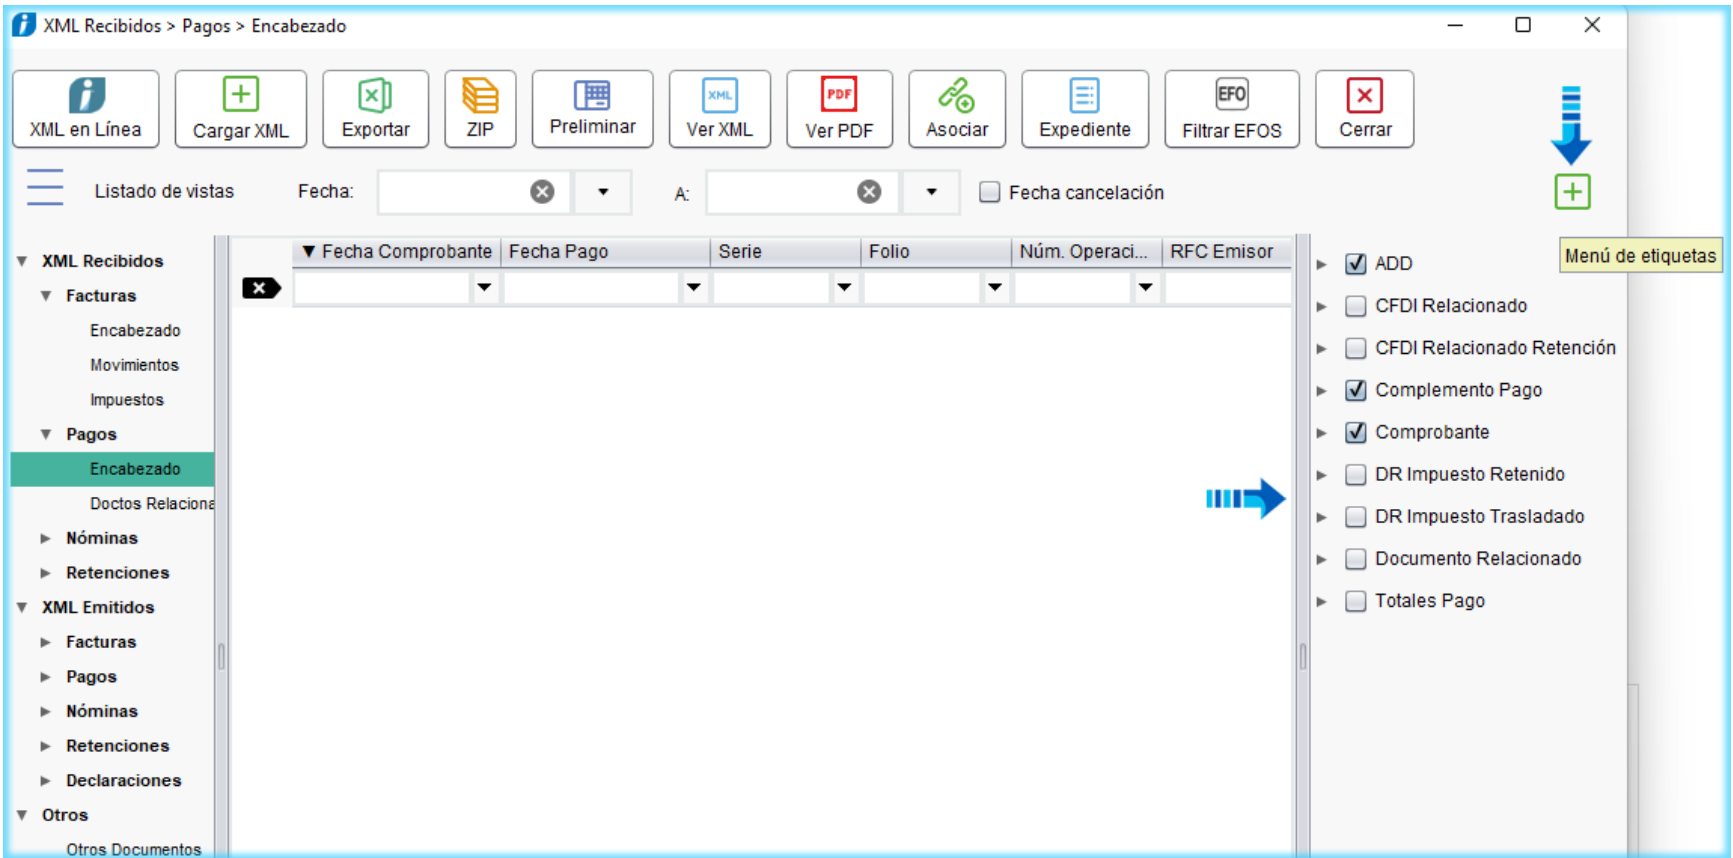 XML Recibidos > Pagos > Encabezado
XML en Línea
Cargar XML
Exportar
ZIP
Preliminar
XML
Ver XML
PDF
Ver PDF
Asociar
Expediente
EFO
Filtrar EFOS
Cerrar
Listado de vistas
Fecha:
A:
Fecha cancelación
Menú de etiquetas
XML Recibidos
Facturas
Encabezado
Movimientos
Impuestos
Pagos
Encabezado
Doctos Relaciona
Nóminas
Retenciones
XML Emitidos
Facturas
Pagos
Nóminas
Retenciones
Declaraciones
Otros
Otros Documentos
Fecha Comprobante
Fecha Pago
Serie
Folio
Núm. Operaci...
RFC Emisor
ADD
CFDI Relacionado
CFDI Relacionado Retención
Complemento Pago
Comprobante
DR Impuesto Retenido
DR Impuesto Trasladado
Documento Relacionado
Totales Pago